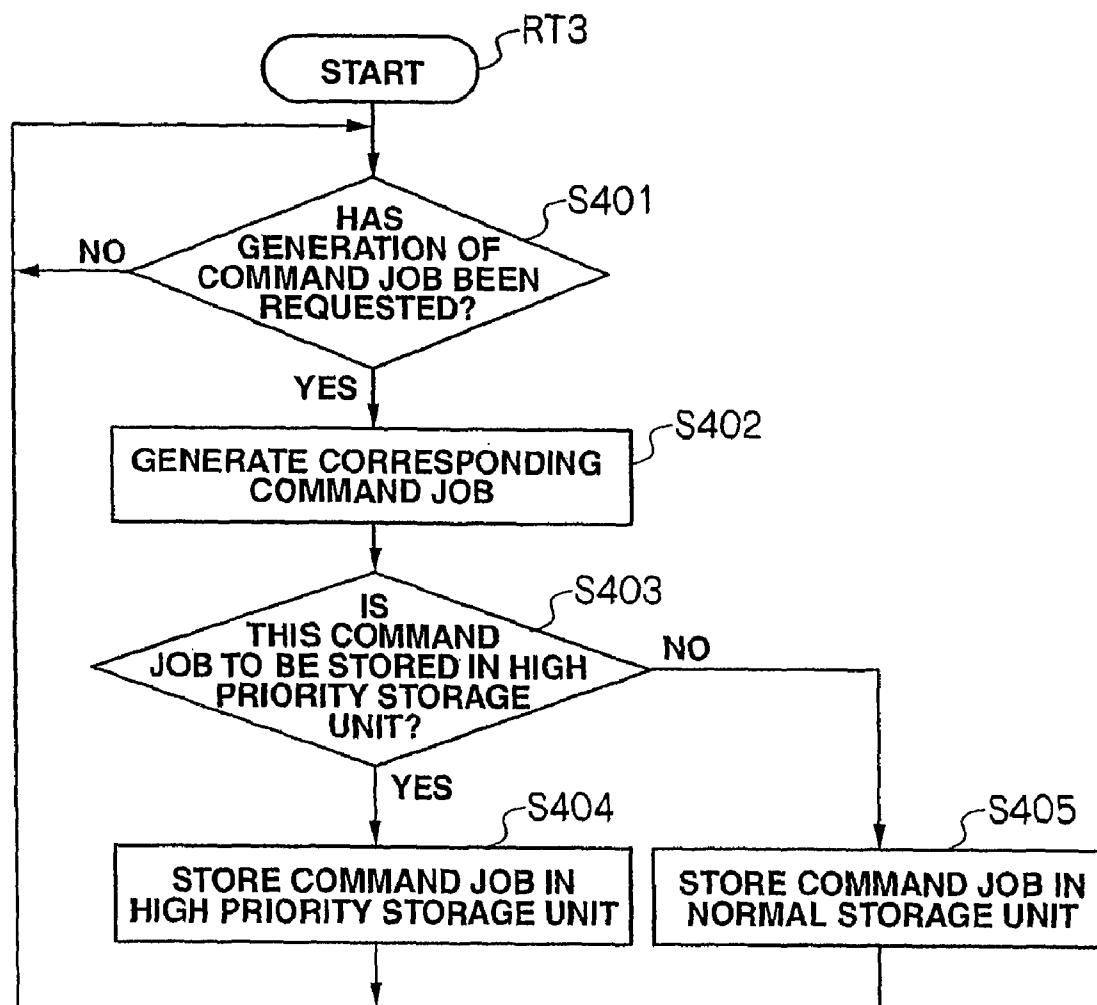 RT3
START
S401
HAS
GENERATION OF
COMMAND JOB BEEN
REQUESTED?
NO
YES
S402
GENERATE CORRESPONDING
COMMAND JOB
S403
IS
THIS COMMAND
JOB TO BE STORED IN HIGH
PRIORITY STORAGE
UNIT?
NO
YES
S404
STORE COMMAND JOB IN
HIGH PRIORITY STORAGE UNIT
S405
STORE COMMAND JOB IN
NORMAL STORAGE UNIT